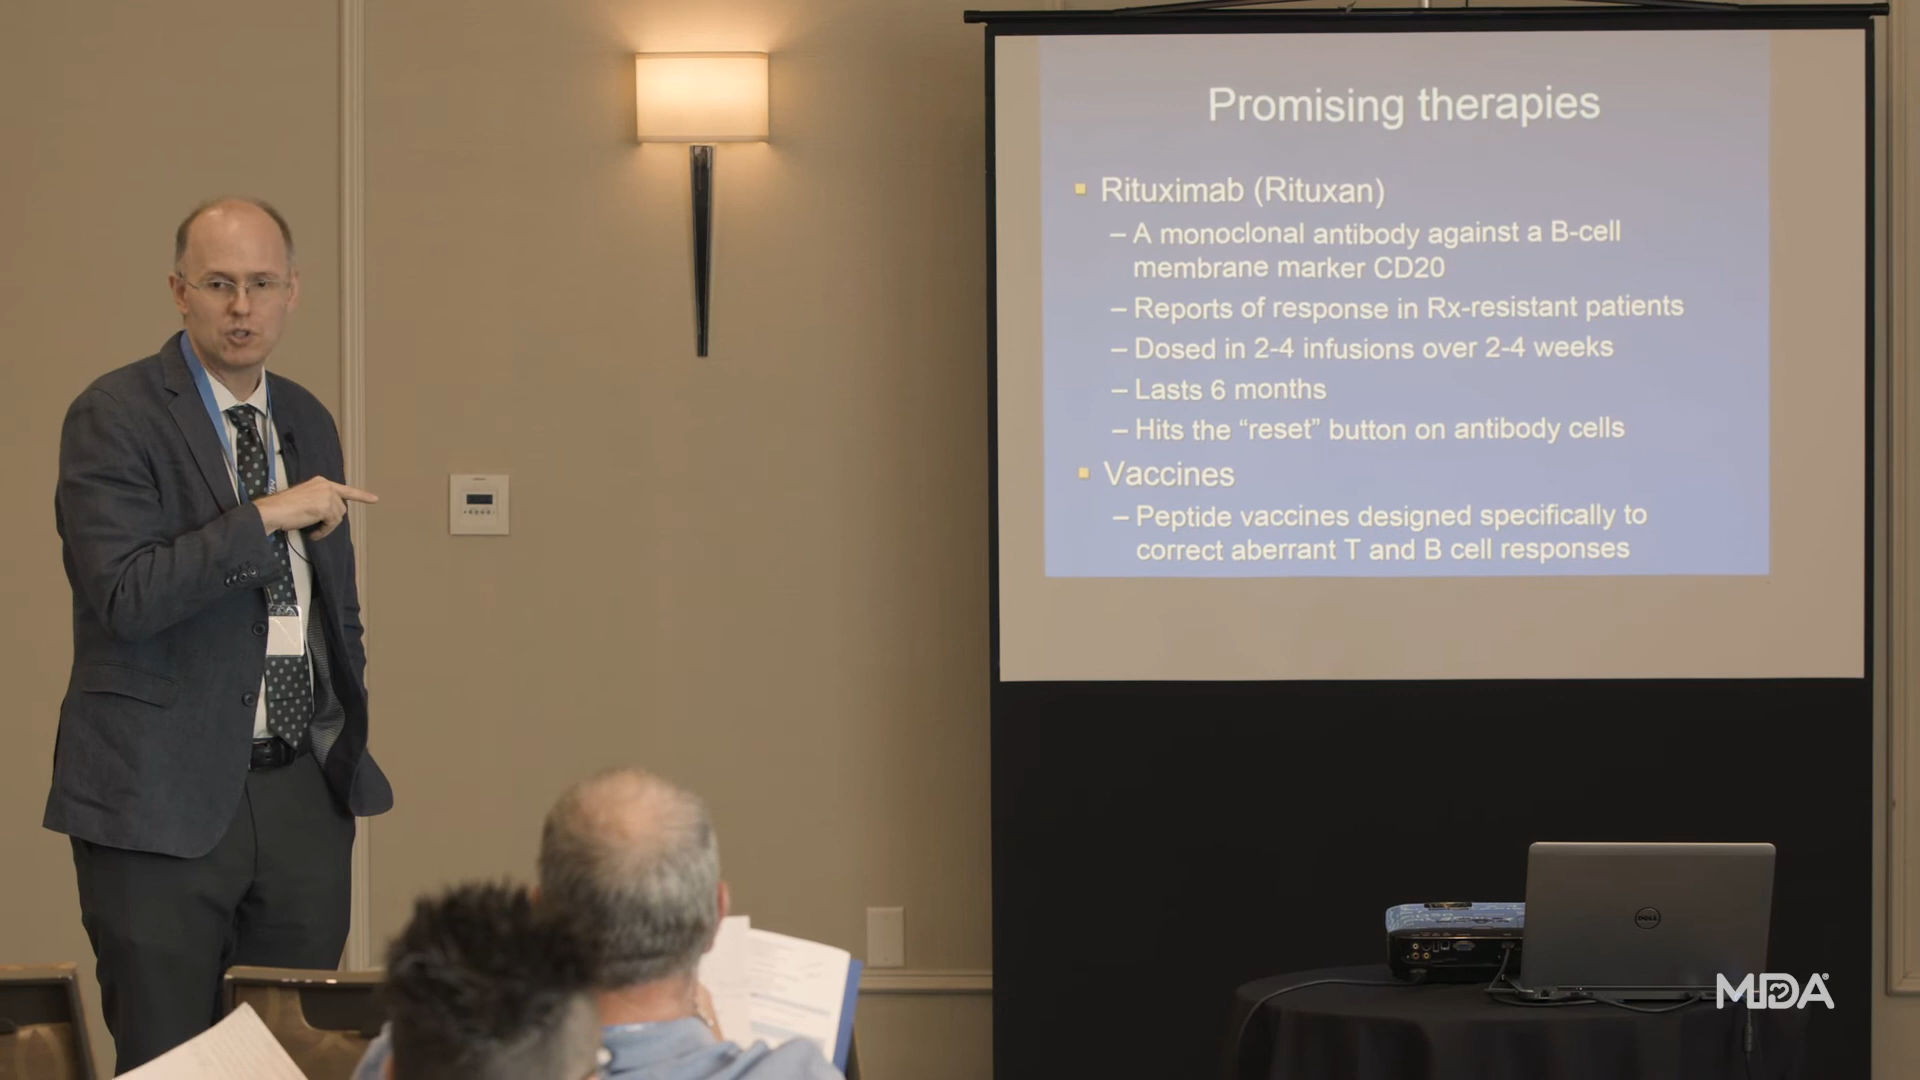 Promising therapies
Rituximab (Rituxan)
– A monoclonal antibody against a B-cell
membrane marker CD20
– Reports of response in Rx-resistant patients
– Dosed in 2-4 infusions over 2-4 weeks
– Lasts 6 months
– Hits the “reset” button on antibody cells
Vaccines
– Peptide vaccines designed specifically to
correct aberrant T and B cell responses
DELL
MDA